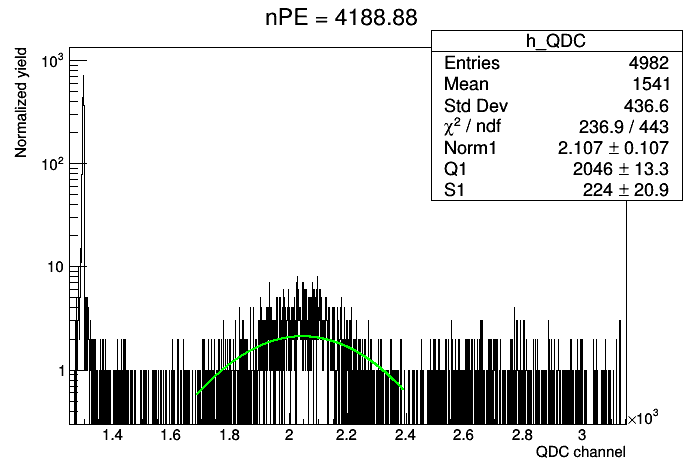 nPE = 4188.88
h_QDC
Entries 4982
Mean 1541
Std Dev 436.6
χ² / ndf 236.9 / 443
Norm1 2.107 ± 0.107
Q1 2046 ± 13.3
S1 224 ± 20.9
Normalized yield
10³
10²
10
1
1.4 1.6 1.8 2 2.2 2.4 2.6 2.8 3
×10³
QDC channel